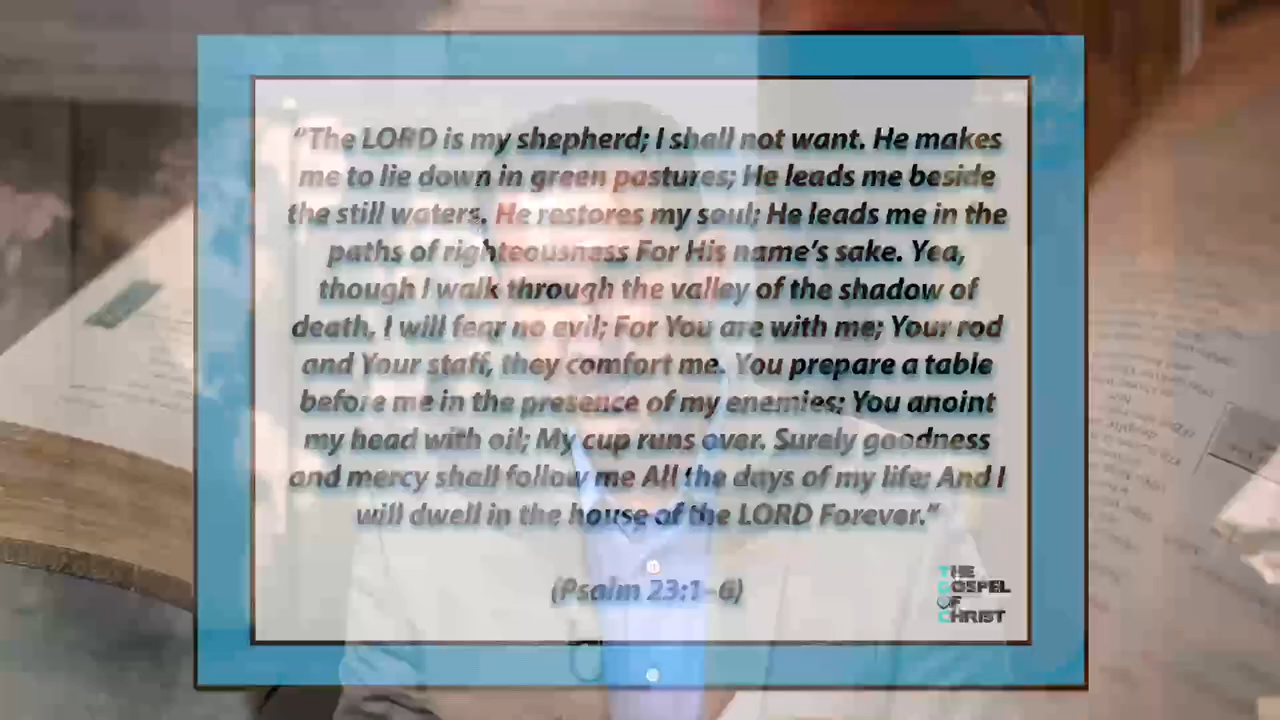 “The LORD is my shepherd; I shall not want. He makes
me to lie down in green pastures; He leads me beside
the still waters. He restores my soul; He leads me in the
paths of righteousness For His name’s sake. Yea,
though I walk through the valley of the shadow of
death, I will fear no evil; For You are with me; Your rod
and Your staff, they comfort me. You prepare a table
before me in the presence of my enemies; You anoint
my head with oil; My cup runs over. Surely goodness
and mercy shall follow me All the days of my life; And I
will dwell in the house of the LORD Forever.”
(Psalm 23:1–6)
THE
GOSPEL
OF
CHRIST